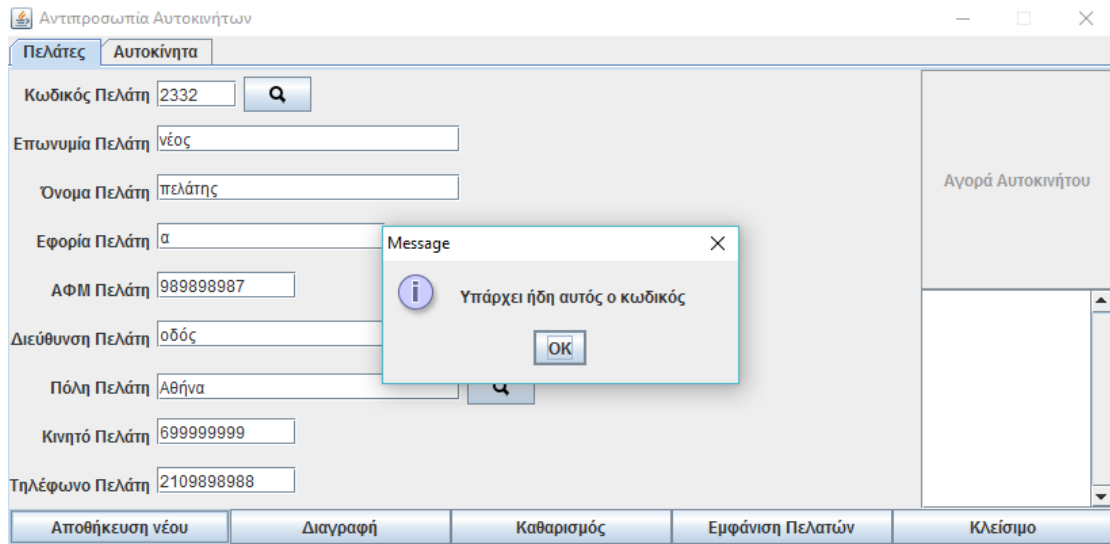 Αντιπροσωπία Αυτοκινήτων
Πελάτες Αυτοκίνητα
Κωδικός Πελάτη 2332
Επωνυμία Πελάτη νέος
Όνομα Πελάτη πελάτης
Εφορία Πελάτη α
ΑΦΜ Πελάτη 989898987
Διεύθυνση Πελάτη οδός
Πόλη Πελάτη Αθήνα
Κινητό Πελάτη 699999999
Τηλέφωνο Πελάτη 2109898988
Αγορά Αυτοκινήτου
Message
Υπάρχει ήδη αυτός ο κωδικός
OK
Αποθήκευση νέου Διαγραφή Καθαρισμός Εμφάνιση Πελατών Κλείσιμο